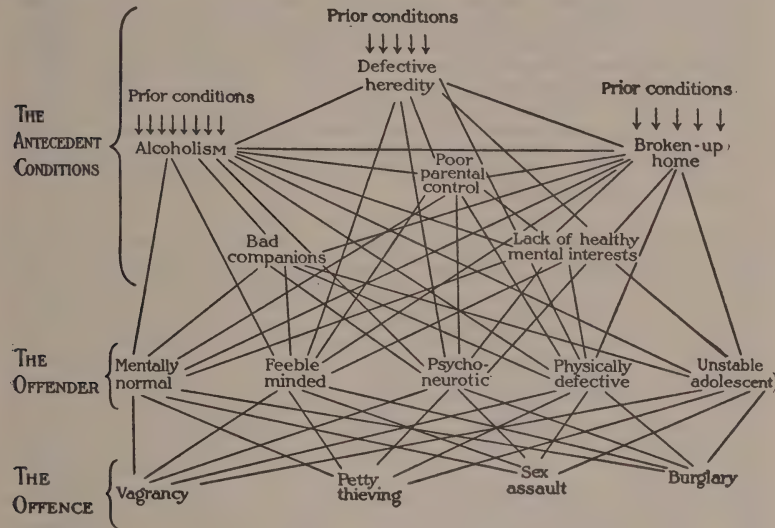 Prior conditions
Defective
heredity
Prior conditions
Alcoholism
Prior conditions
Broken-up
home
THE
ANTECEDENT
CONDITIONS
Poor
parental
control
Bad
companions
Lack of healthy
mental interests
THE
OFFENDER
Mentally
normal
Feeble
minded
Psycho-
neurotic
Physically
defective
Unstable
adolescent
THE
OFFENCE
Vagrancy
Petty
thieving
Sex
assault
Burglary